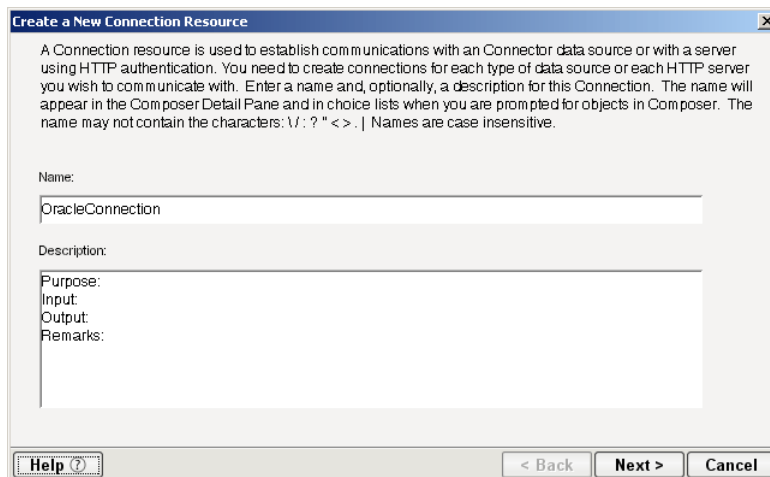 Create a New Connection Resource
A Connection resource is used to establish communications with an Connector data source or with a server
using HTTP authentication. You need to create connections for each type of data source or each HTTP server
you wish to communicate with. Enter a name and, optionally, a description for this Connection. The name will
appear in the Composer Detail Pane and in choice lists when you are prompted for objects in Composer. The
name may not contain the characters: \ / : ? " < > . | Names are case insensitive.
Name:
OracleConnection
Description:
Purpose:
Input:
Output:
Remarks:
Help ?
< Back
Next >
Cancel